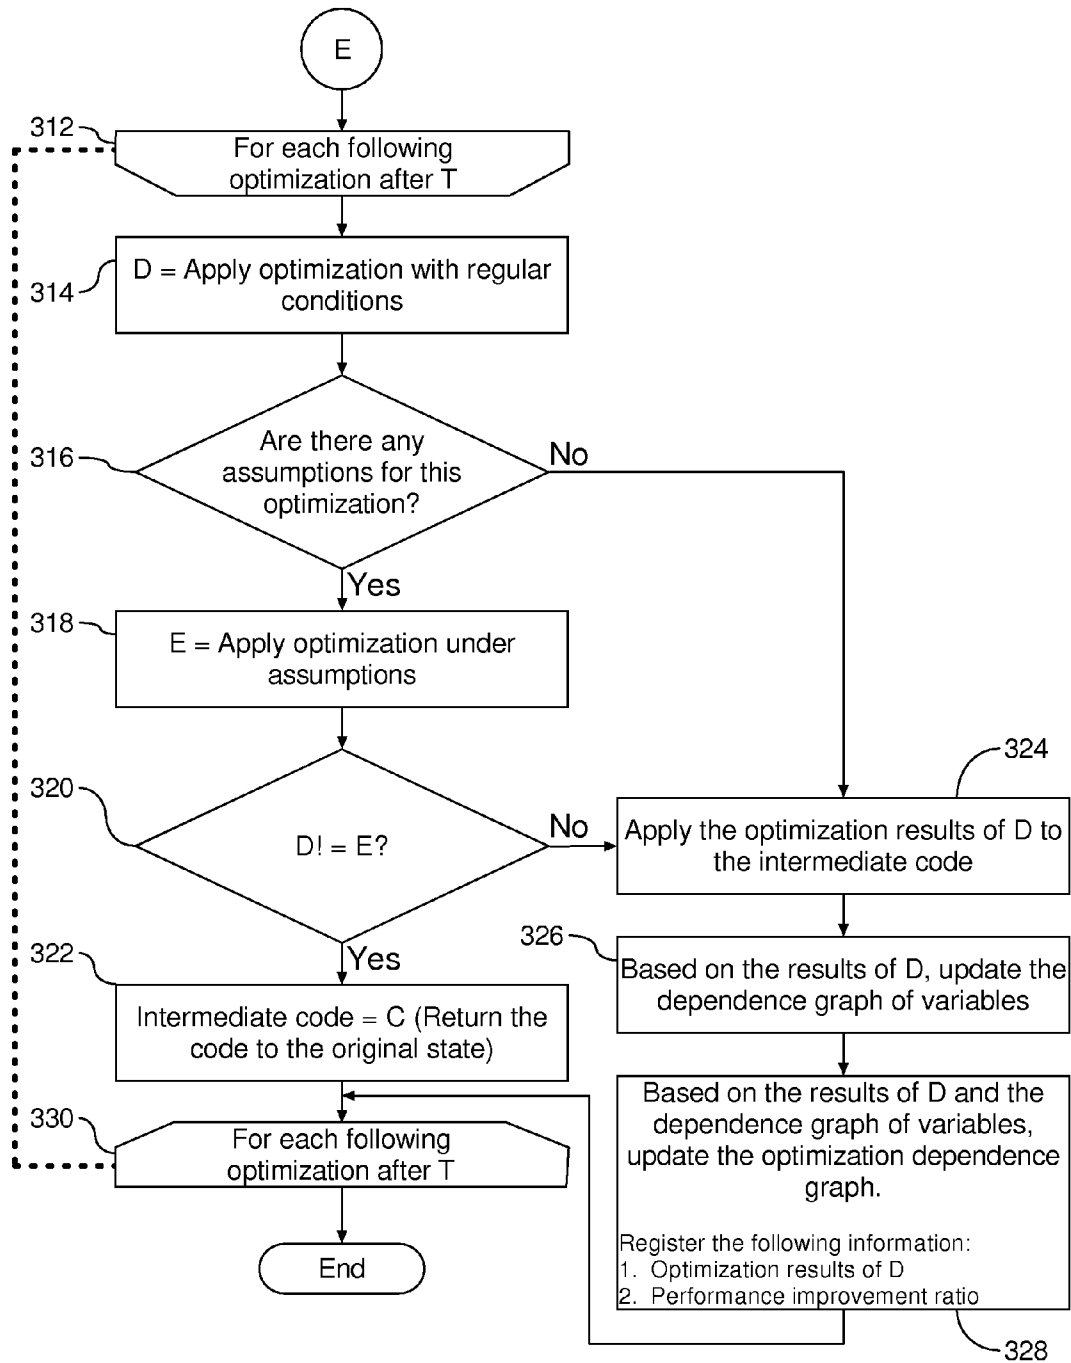 E
312
For each following
optimization after T
314
D = Apply optimization with regular
conditions
316
Are there any
assumptions for this
optimization?
No
Yes
318
E = Apply optimization under
assumptions
320
D! = E?
No
Yes
322
Intermediate code = C (Return the
code to the original state)
324
Apply the optimization results of D to
the intermediate code
326
Based on the results of D, update the
dependence graph of variables
Based on the results of D and the
dependence graph of variables,
update the optimization dependence
graph.
Register the following information:
1. Optimization results of D
2. Performance improvement ratio
328
330
For each following
optimization after T
End